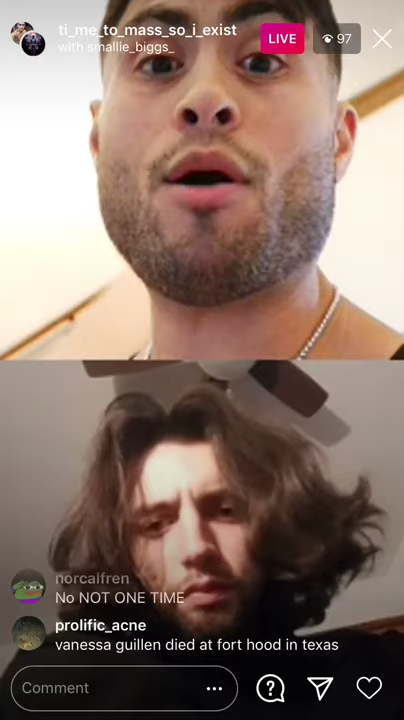 ti_me_to_mass_so_i_exist
with smallie_biggs_
LIVE
97
norcalfren
No NOT ONE TIME
prolific_acne
vanessa guillen died at fort hood in texas
Comment